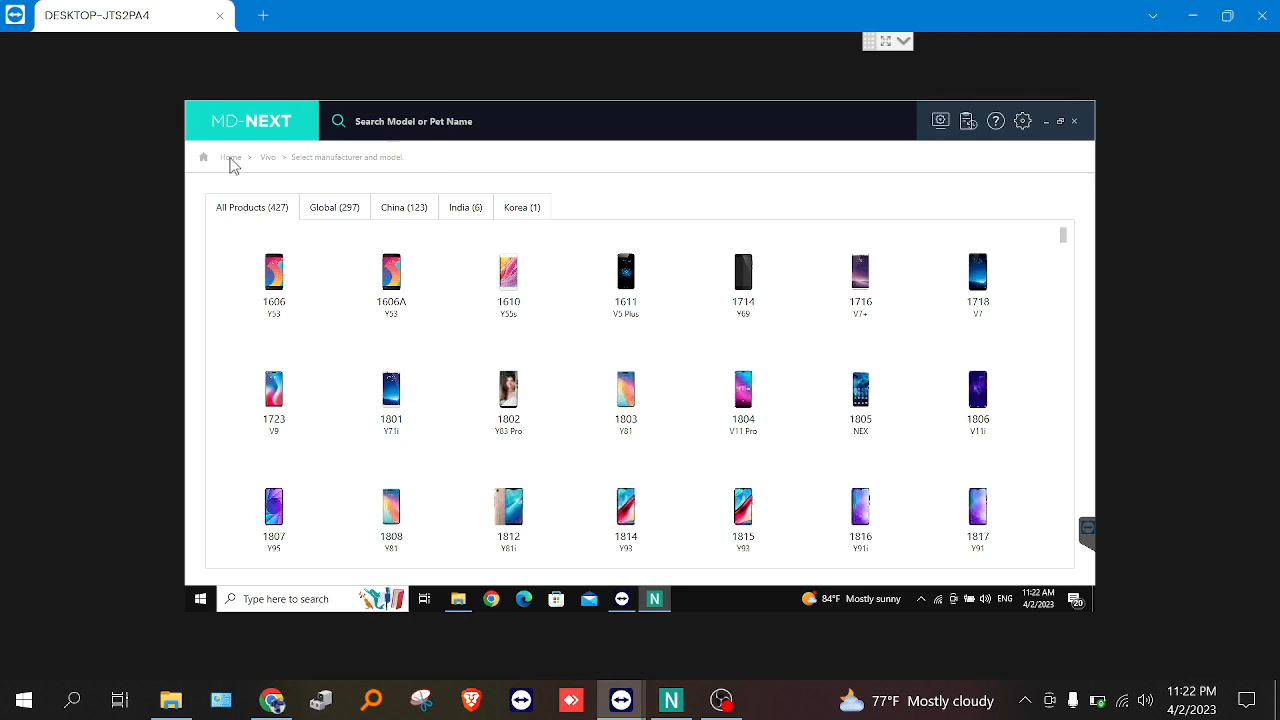 DESKTOP-JTS2PA4
MD-NEXT
Search Model or Pet Name
Home > Vivo > Select manufacturer and model.
All Products (427) Global (297) China (123) India (6) Korea (1)
1606 1606A 1610 1611 1714 1716 1718
Y53 Y53 Y55s V5 Plus Y69 V7+ V7
1723 1801 1802 1803 1804 1805 1806
V9 Y71i Y83 Pro Y81 V11 Pro NEX V11i
1807 1808 1812 1814 1815 1816 1817
Y95 Y81 Y81i Y93 Y93 Y91i Y91
Type here to search
N
84°F Mostly sunny
ENG
11:22 AM
4/2/2023
20
N
77°F Mostly cloudy
11:22 PM
4/2/2023